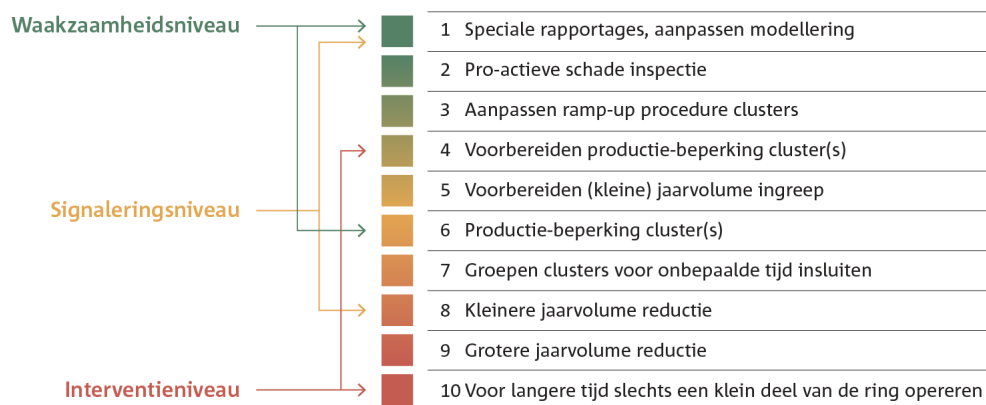 Waakzaamheidsniveau
Signaleringsniveau
Interventieniveau
1 Speciale rapportages, aanpassen modellering
2 Pro-actieve schade inspectie
3 Aanpassen ramp-up procedure clusters
4 Voorbereiden productie-beperking cluster(s)
5 Voorbereiden (kleine) jaarvolume ingreep
6 Productie-beperking cluster(s)
7 Groepen clusters voor onbepaalde tijd insluiten
8 Kleinere jaarvolume reductie
9 Grotere jaarvolume reductie
10 Voor langere tijd slechts een klein deel van de ring opereren